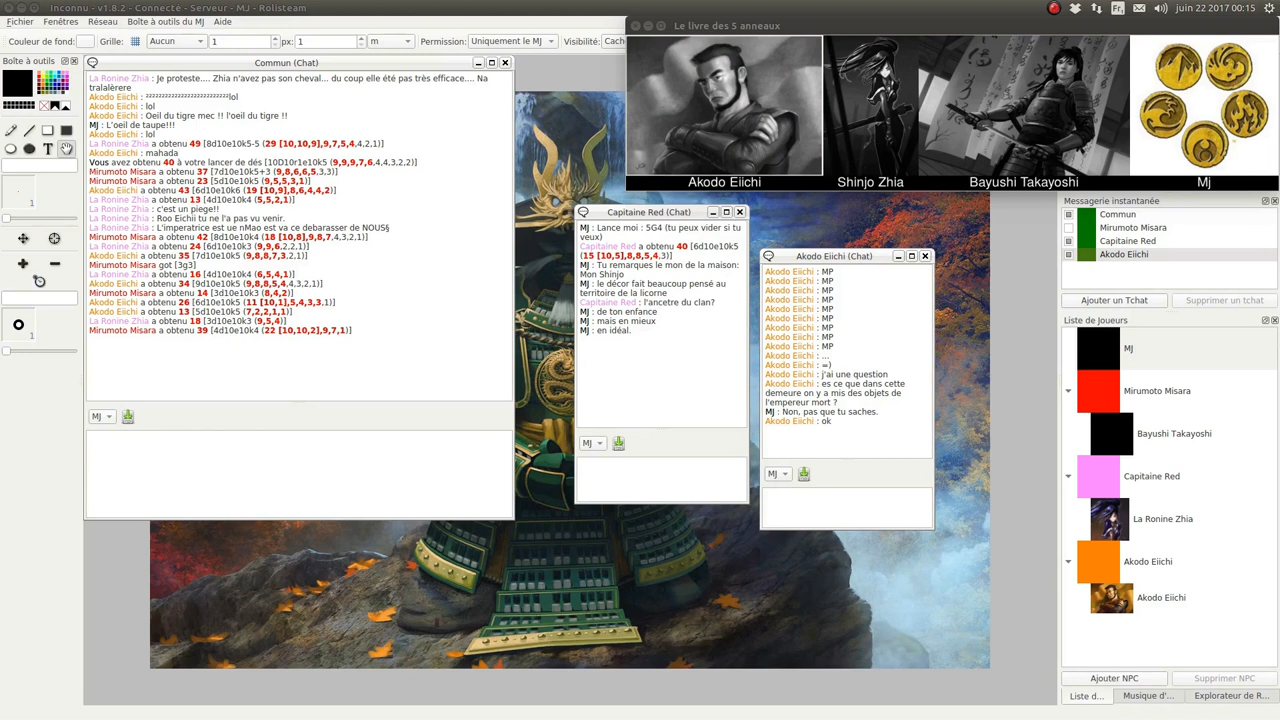 Inconnu - v1.8.2 - Connecté - Serveur - MJ - Rolisteam
Fr
juin 22 2017 00:15
Fichier Fenêtres Réseau Boîte à outils du MJ Aide
Couleur de fond: Grille: Aucun 1 px: 1 m Permission: Uniquement le MJ Visibilité: Caché
Le livre des 5 anneaux
Akodo Eiichi Shinjo Zhia Bayushi Takayoshi Mj
Boîte à outils
1
1
Commun (Chat)
La Ronine Zhia : Je proteste.... Zhia n'avez pas son cheval... du coup elle été pas très efficace.... Na
tralalèrere
Akodo Eiichi : ²²²²²²²²²²²²²²²²²²²²²²²²²lol
Akodo Eiichi : lol
Akodo Eiichi : Oeil du tigre mec !! l'oeil du tigre !!
MJ : L'oeil de taupe!!!
Akodo Eiichi : lol
La Ronine Zhia a obtenu 49 [8d10e10k5-5 (29 [10,10,9],9,7,5,4,4.2,1)]
Akodo Eiichi : mahada
Vous avez obtenu 40 à votre lancer de dés [10D10r1e10k5 (9,9,9,7,6,4,4,3,2,2)]
Mirumoto Misara a obtenu 37 [7d10e10k5+3 (9,8,6,6,5,3,3)]
Mirumoto Misara a obtenu 23 [5d10e10k5 (9,5,5,3,1)]
Akodo Eiichi a obtenu 43 [6d10e10k6 (19 [10,9],8,6,4,4,2)]
La Ronine Zhia a obtenu 13 [4d10e10k4 (5,5,2,1)]
La Ronine Zhia : c'est un piege!!
La Ronine Zhia : Roo Eichii tu ne l'a pas vu venir.
La Ronine Zhia : L'imperatrice est ue nMao est va ce debarasser de NOUS§
Mirumoto Misara a obtenu 42 [8d10e10k4 (18 [10,8],9,8,7,4,3,2,1)]
La Ronine Zhia a obtenu 24 [6d10e10k3 (9,9,6,2,2,1)]
Akodo Eiichi a obtenu 35 [7d10e10k5 (9,8,8,7,3,2,1)]
Mirumoto Misara got [3g3]
La Ronine Zhia a obtenu 16 [4d10e10k4 (6,5,4,1)]
Akodo Eiichi a obtenu 34 [9d10e10k5 (9,8,8,5,4,4,3,2,1)]
Mirumoto Misara a obtenu 14 [3d10e10k3 (8,4,2)]
Akodo Eiichi a obtenu 26 [6d10e10k5 (11 [10,1],5,4,3,3,1)]
Akodo Eiichi a obtenu 13 [5d10e10k5 (7,2,2,1,1)]
La Ronine Zhia a obtenu 18 [3d10e10k3 (9,5,4)]
Mirumoto Misara a obtenu 39 [4d10e10k4 (22 [10,10,2],9,7,1)]
MJ
Capitaine Red (Chat)
MJ : Lance moi : 5G4 (tu peux vider si tu
veux)
Capitaine Red a obtenu 40 [6d10e10k5
(15 [10,5],8,8,5,4,3)]
MJ : Tu remarques le mon de la maison:
Mon Shinjo
MJ : le décor fait beaucoup pensé au
territoire de la licorne
Capitaine Red : l'ancetre du clan?
MJ : de ton enfance
MJ : mais en mieux
MJ : en idéal.
MJ
Akodo Eiichi (Chat)
Akodo Eiichi : MP
Akodo Eiichi : MP
Akodo Eiichi : MP
Akodo Eiichi : MP
Akodo Eiichi : MP
Akodo Eiichi : MP
Akodo Eiichi : MP
Akodo Eiichi : MP
Akodo Eiichi : MP
Akodo Eiichi : ...
Akodo Eiichi : =)
Akodo Eiichi : j'ai une question
Akodo Eiichi : es ce que dans cette
demeure on y a mis des objets de
l'empereur mort ?
MJ : Non, pas que tu saches.
Akodo Eiichi : ok
MJ
Messagerie instantanée
Commun
Mirumoto Misara
Capitaine Red
Akodo Eiichi
Ajouter un Tchat Supprimer un tchat
Liste de Joueurs
MJ
Mirumoto Misara
Bayushi Takayoshi
Capitaine Red
La Ronine Zhia
Akodo Eiichi
Akodo Eiichi
Ajouter NPC Supprimer NPC
Liste d... Musique d'... Explorateur de R...